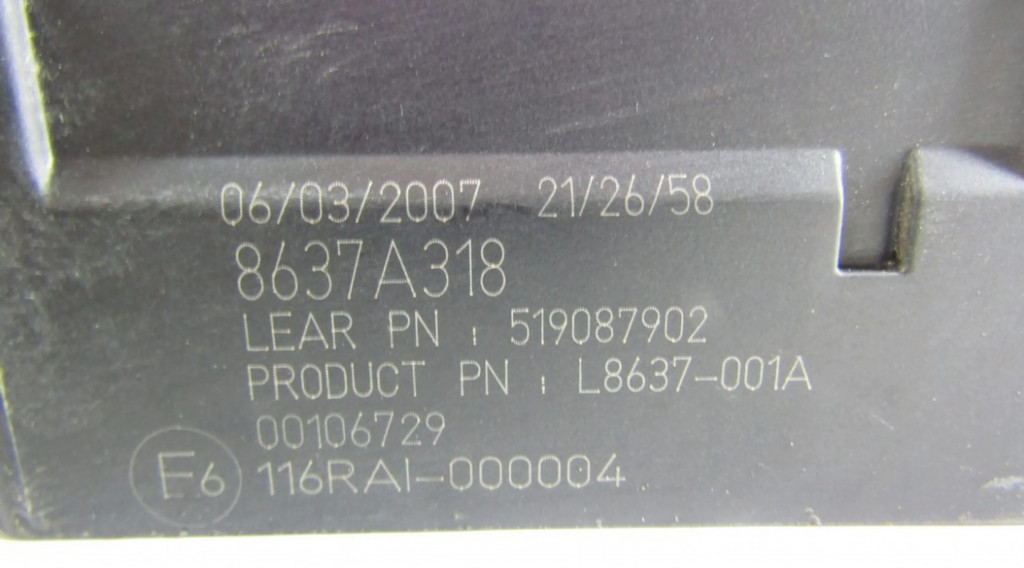 06/03/2007 21/26/58
8637A318
LEAR PN : 519087902
PRODUCT PN : L8637-001A
00106729
E6 116RAI-000004